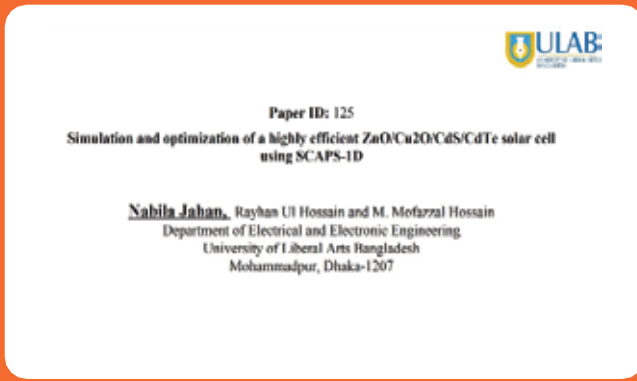 ULAB
Paper ID: 125
Simulation and optimization of a highly efficient ZnO/Cu2O/CdS/CdTe solar cell
using SCAPS-1D
Nabila Jahan, Rayhan Ul Hossain and M. Mofazzal Hossain
Department of Electrical and Electronic Engineering
University of Liberal Arts Bangladesh
Mohammadpur, Dhaka-1207